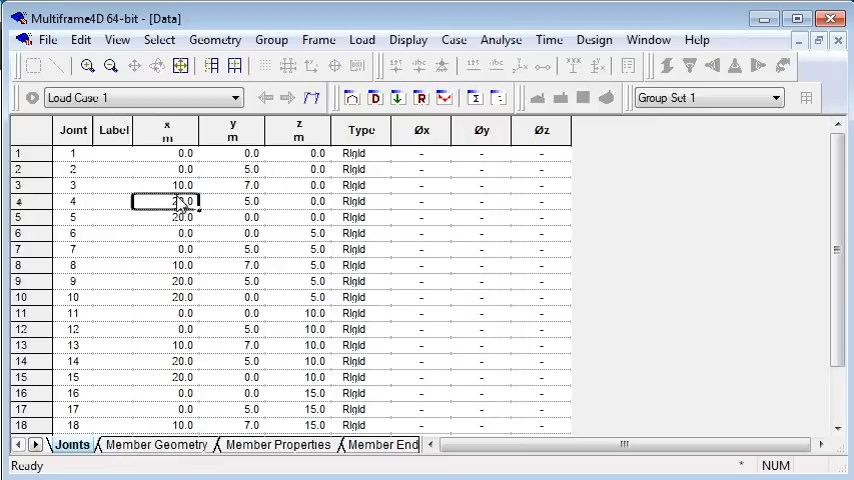 Multiframe4D 64-bit - [Data]
File Edit View Select Geometry Group Frame Load Display Case Analyse Time Design Window Help
Load Case 1 Group Set 1
Joint Label x m y m z m Type Øx Øy Øz
1 1 0.0 0.0 0.0 Rigid - - -
2 2 0.0 5.0 0.0 Rigid - - -
3 3 10.0 7.0 0.0 Rigid - - -
4 4 20.0 5.0 0.0 Rigid - - -
5 5 20.0 0.0 0.0 Rigid - - -
6 6 0.0 0.0 5.0 Rigid - - -
7 7 0.0 5.0 5.0 Rigid - - -
8 8 10.0 7.0 5.0 Rigid - - -
9 9 20.0 5.0 5.0 Rigid - - -
10 10 20.0 0.0 5.0 Rigid - - -
11 11 0.0 0.0 10.0 Rigid - - -
12 12 0.0 5.0 10.0 Rigid - - -
13 13 10.0 7.0 10.0 Rigid - - -
14 14 20.0 5.0 10.0 Rigid - - -
15 15 20.0 0.0 10.0 Rigid - - -
16 16 0.0 0.0 15.0 Rigid - - -
17 17 0.0 5.0 15.0 Rigid - - -
18 18 10.0 7.0 15.0 Rigid - - -
Joints Member Geometry Member Properties Member End
Ready * NUM